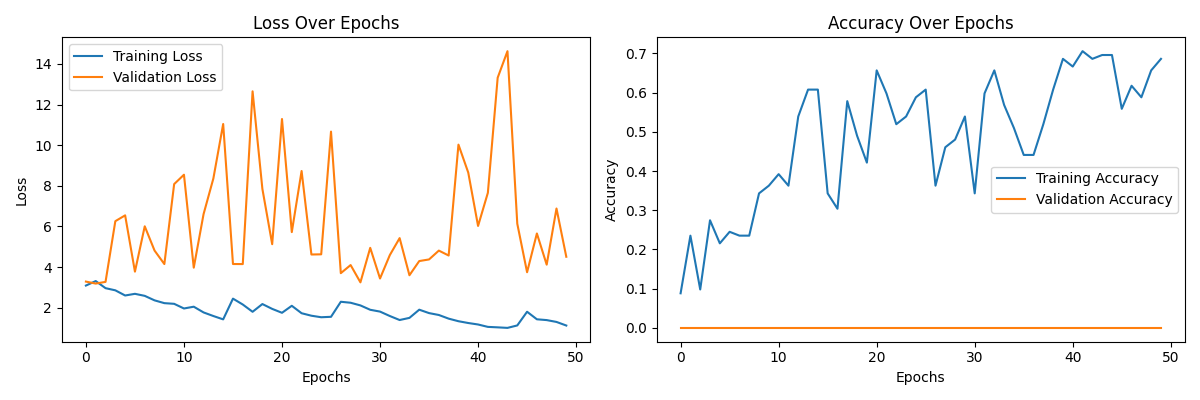 Loss Over Epochs
Training Loss
Validation Loss
Loss
14
12
10
8
6
4
2
0 10 20 30 40 50
Epochs
Accuracy Over Epochs
Training Accuracy
Validation Accuracy
Accuracy
0.7
0.6
0.5
0.4
0.3
0.2
0.1
0.0
0 10 20 30 40 50
Epochs